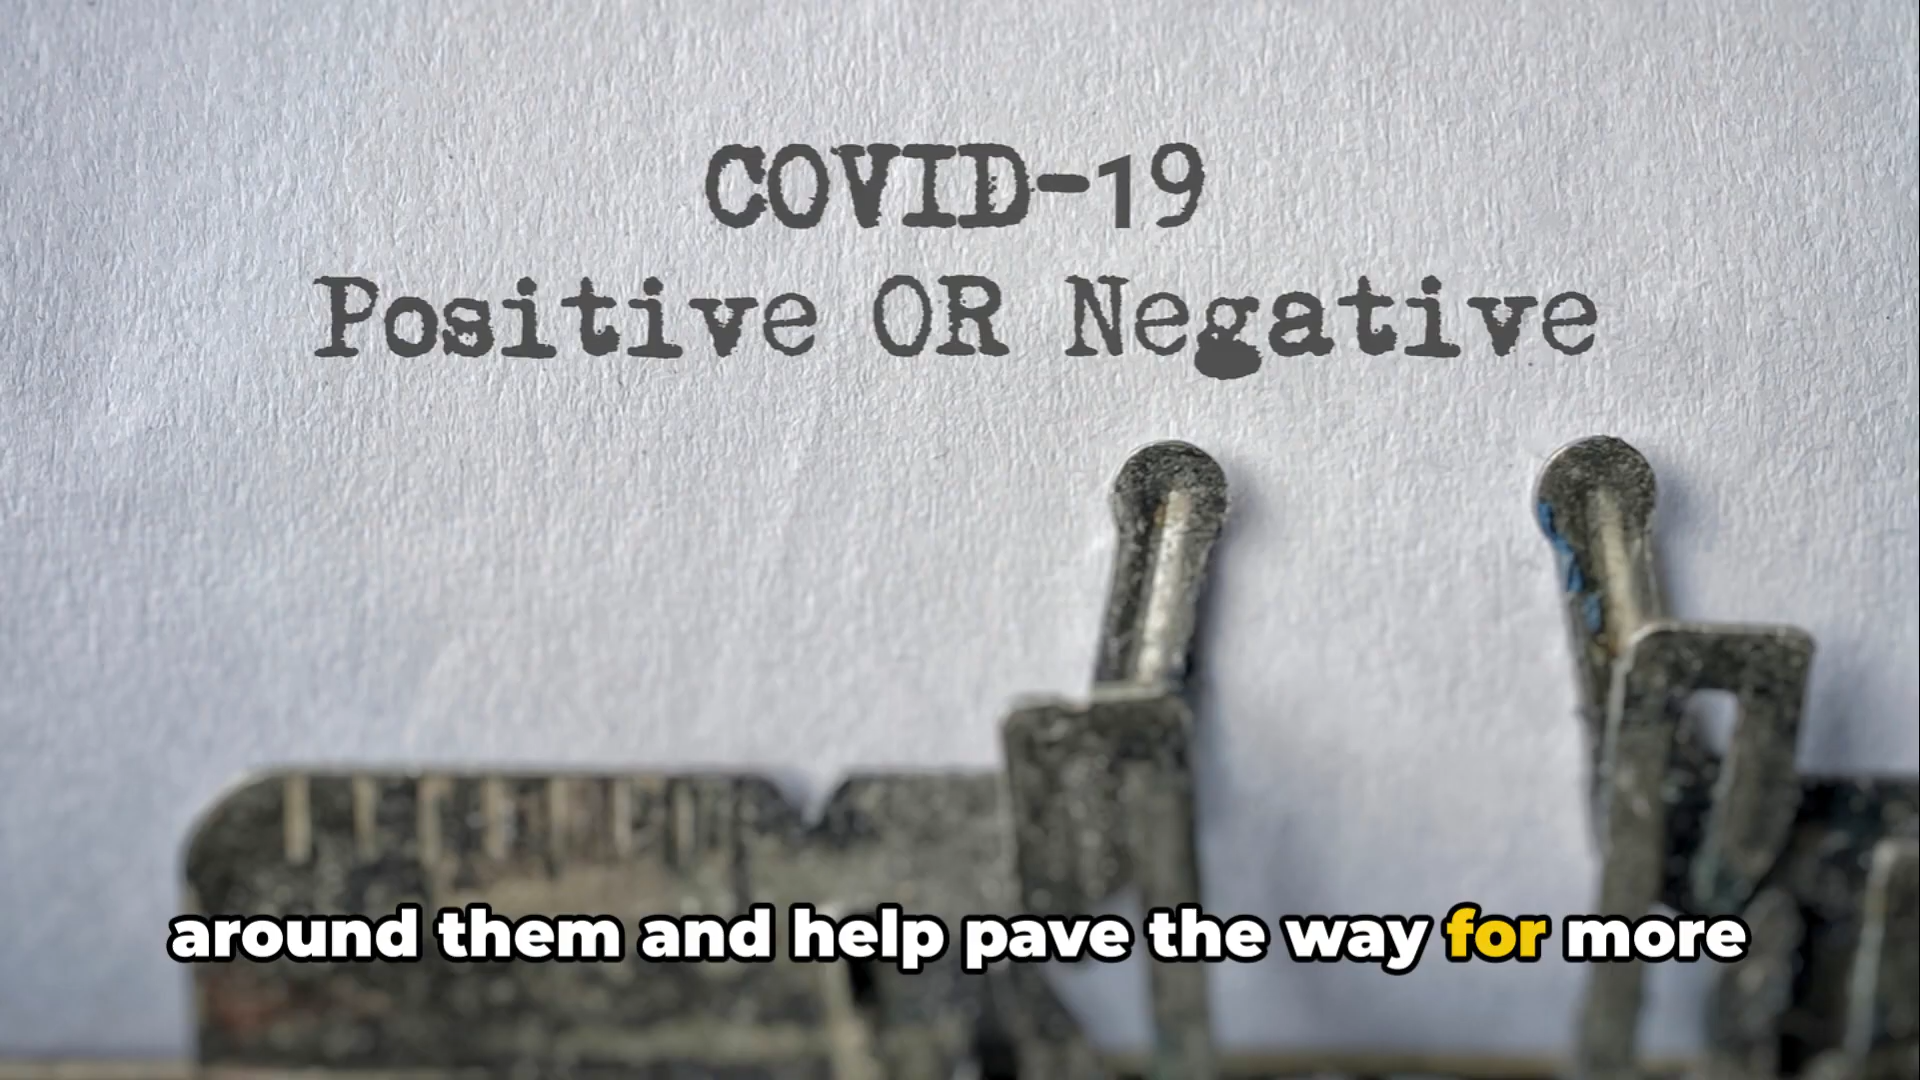 COVID-19
Positive OR Negative
around them and help pave the way for more